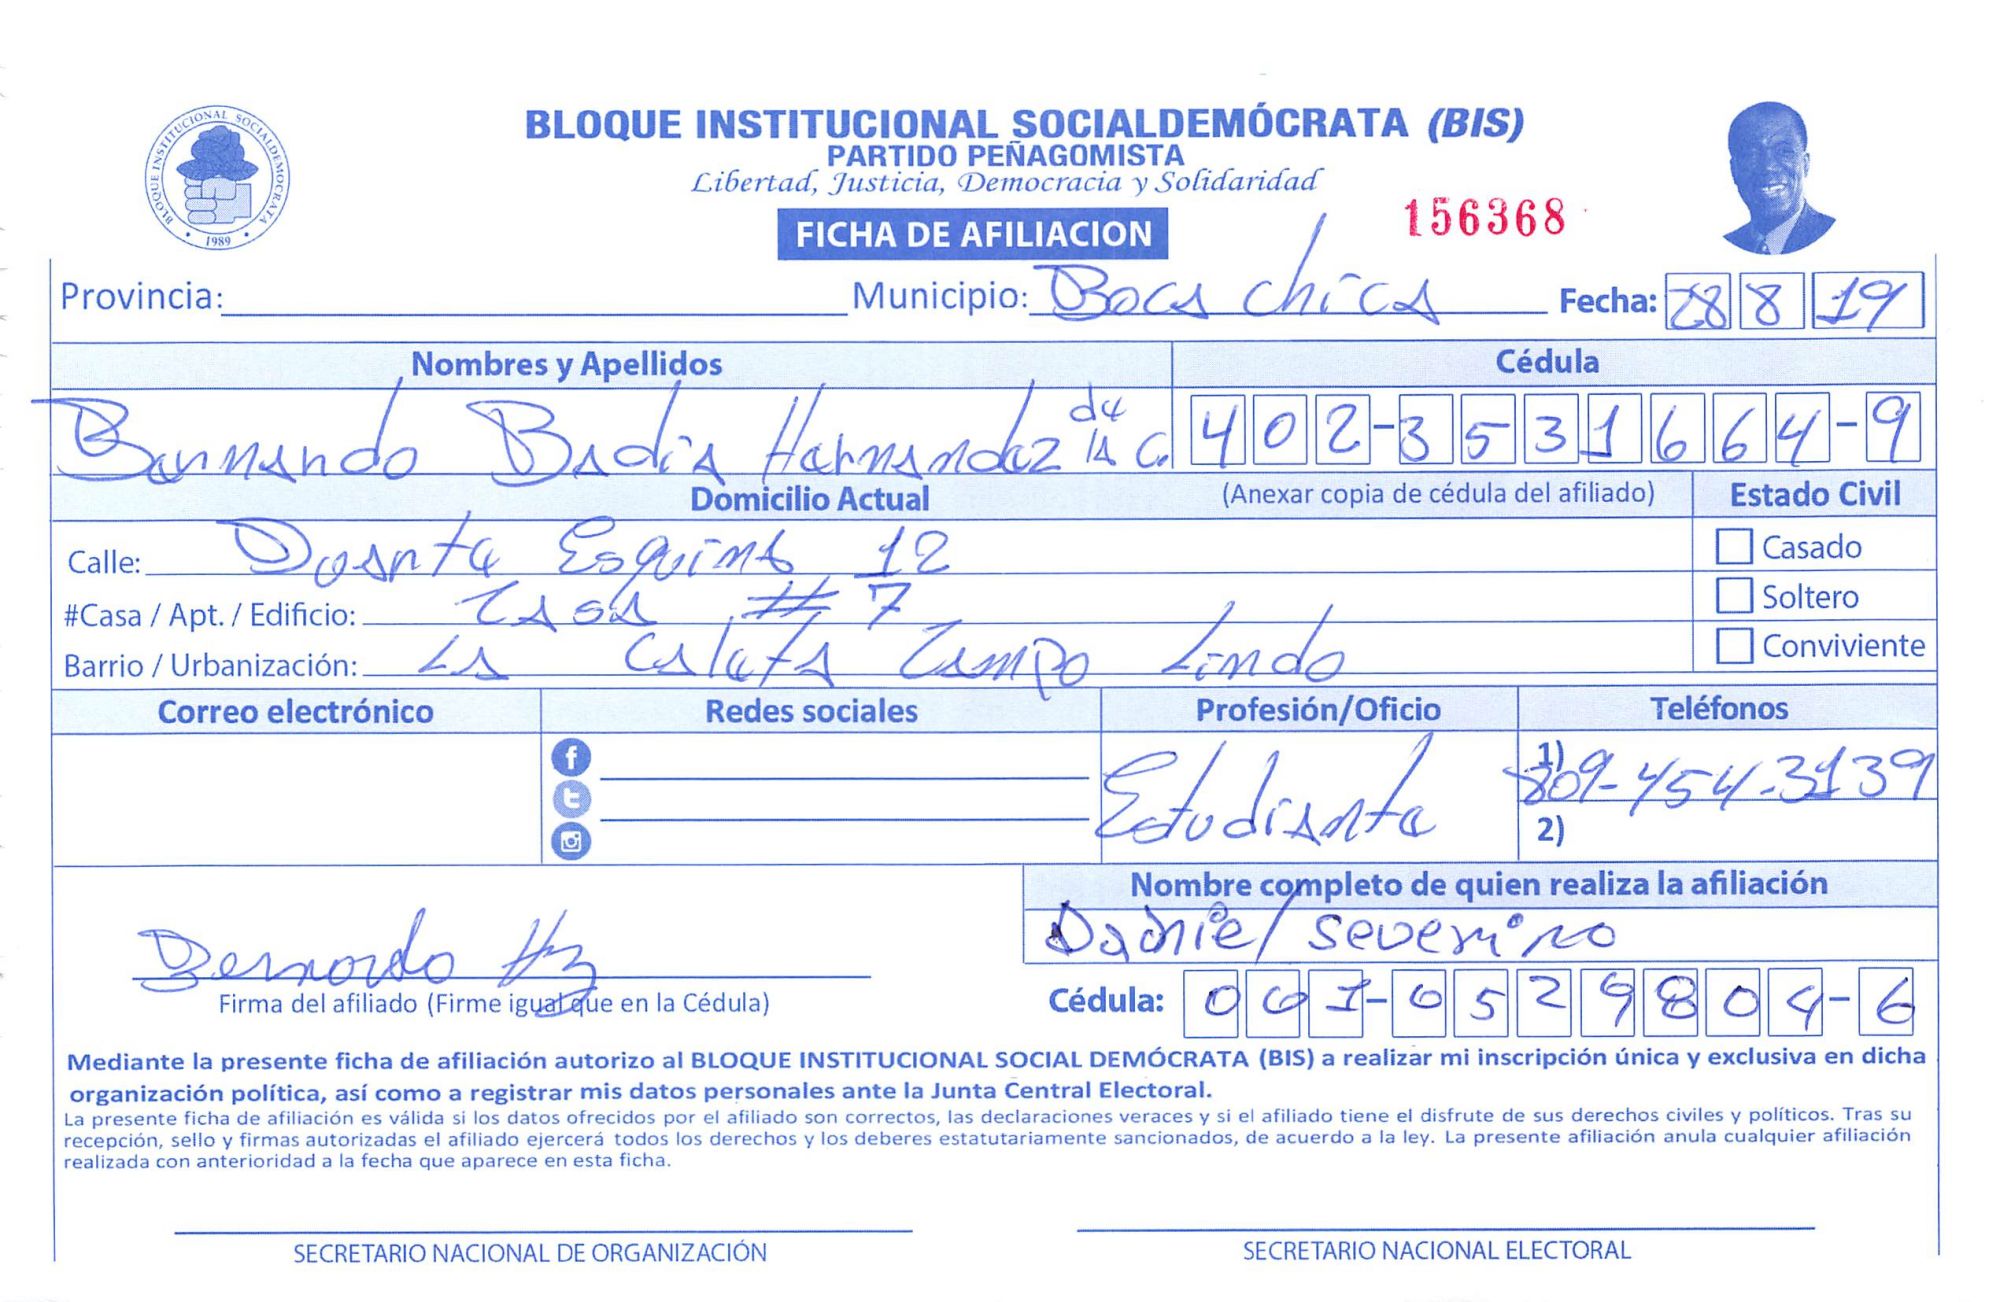 BLOQUE INSTITUCIONAL SOCIALDEMOCRATA
1989
BLOQUE INSTITUCIONAL SOCIALDEMÓCRATA (BIS)
PARTIDO PEÑAGOMISTA
Libertad, Justicia, Democracia y Solidaridad
156368
FICHA DE AFILIACION
Provincia: Municipio: Boca chica Fecha: 28 8 19
Nombres y Apellidos Cédula
Badia Hernandez de la C. 402-3531664-9
Domicilio Actual (Anexar copia de cédula del afiliado) Estado Civil
Calle: Duarte Esquina 12 Casado
#Casa / Apt. / Edificio: Casa #7 Soltero
Barrio / Urbanización: La Caleta Campo Lindo Conviviente
Correo electrónico Redes sociales Profesión/Oficio Teléfonos
Estudiante 1) 809-454-3139
2)
Nombre completo de quien realiza la afiliación
severino
Bernardo Hz
Firma del afiliado (Firme igual que en la Cédula) Cédula: 001-0529804-6
Mediante la presente ficha de afiliación autorizo al BLOQUE INSTITUCIONAL SOCIAL DEMÓCRATA (BIS) a realizar mi inscripción única y exclusiva en dicha
organización política, así como a registrar mis datos personales ante la Junta Central Electoral.
La presente ficha de afiliación es válida si los datos ofrecidos por el afiliado son correctos, las declaraciones veraces y si el afiliado tiene el disfrute de sus derechos civiles y políticos. Tras su
recepción, sello y firmas autorizadas el afiliado ejercerá todos los derechos y los deberes estatutariamente sancionados, de acuerdo a la ley. La presente afiliación anula cualquier afiliación
realizada con anterioridad a la fecha que aparece en esta ficha.
SECRETARIO NACIONAL DE ORGANIZACIÓN SECRETARIO NACIONAL ELECTORAL